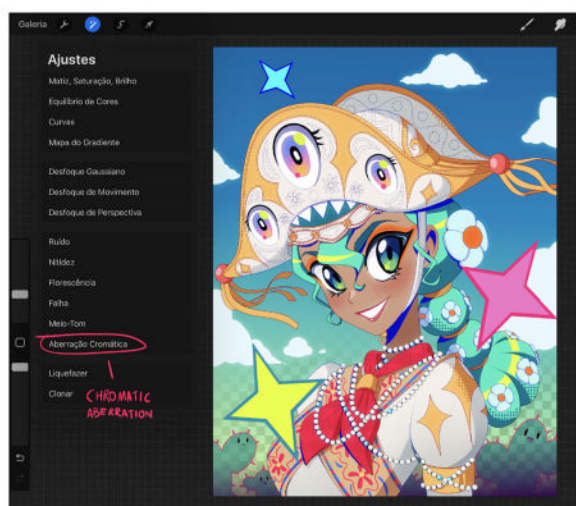 Galeria
Ajustes
Matiz, Saturação, Brilho
Equilíbrio de Cores
Curvas
Mapa do Gradiente
Desfoque Gaussiano
Desfoque de Movimento
Desfoque de Perspectiva
Ruído
Nitidez
Florescência
Falha
Meio-Tom
Aberração Cromática
Liquefazer
Clonar
CHROMATIC
ABERRATION